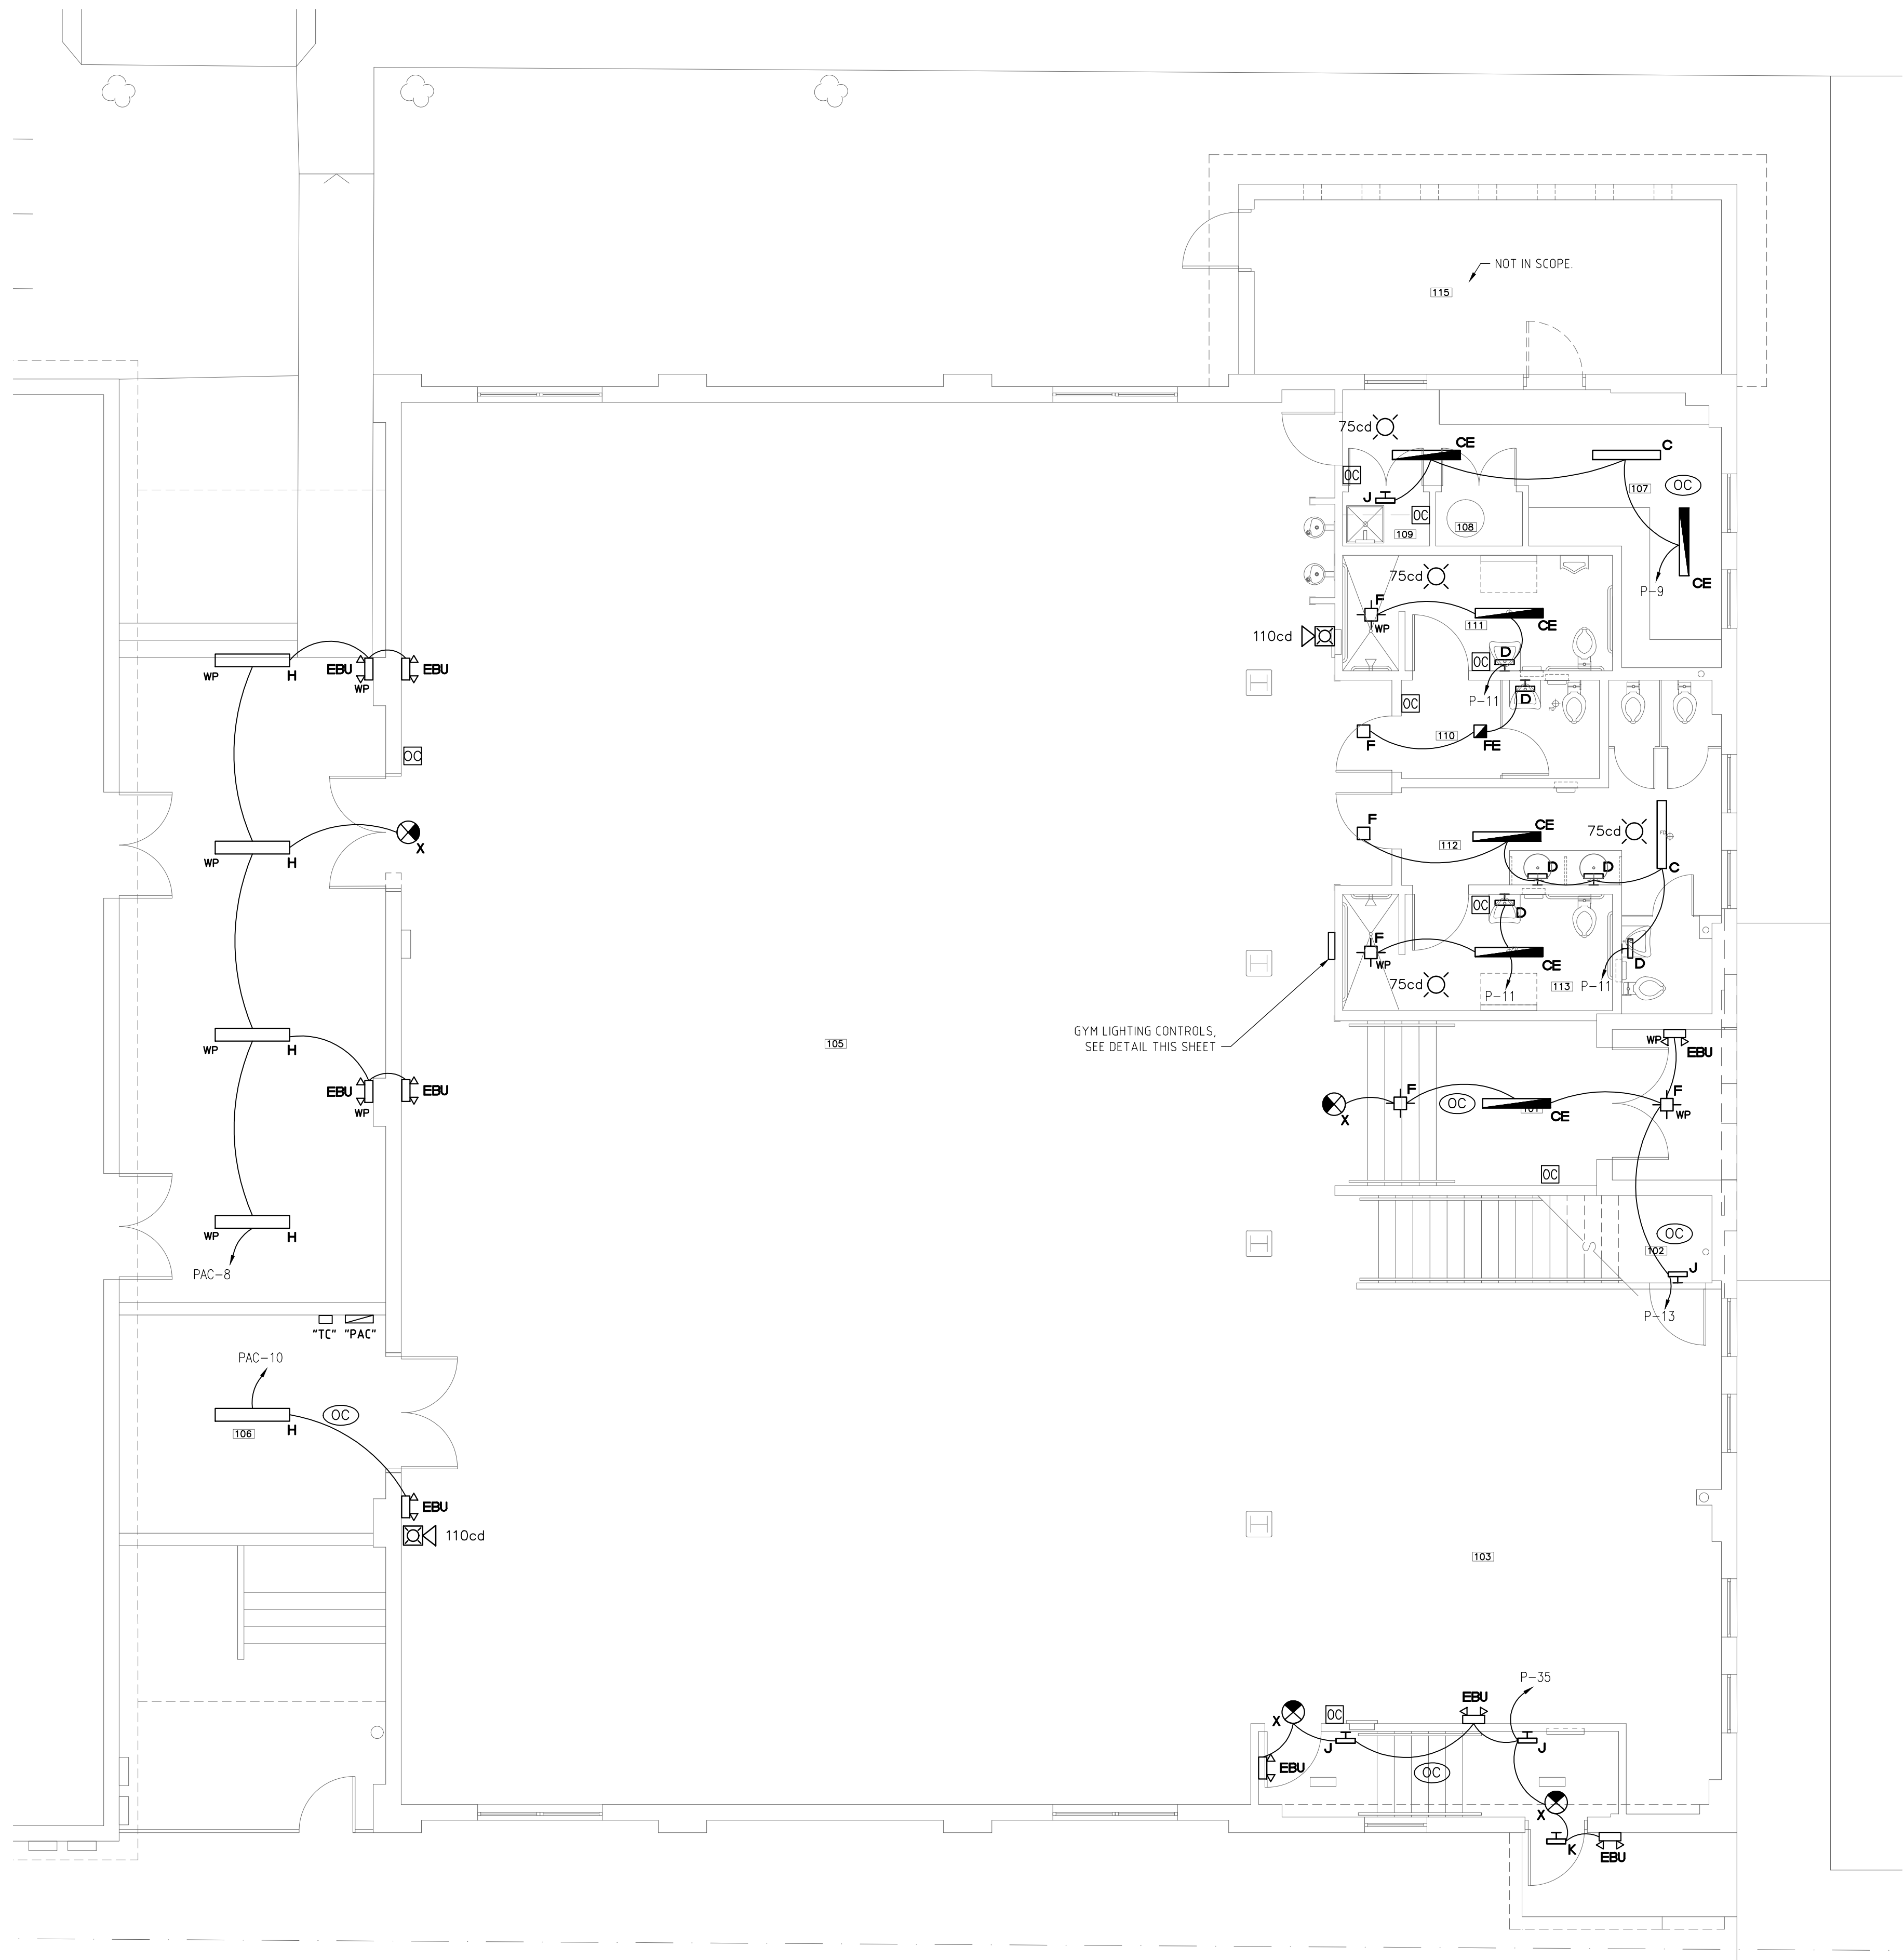 NOT IN SCOPE.
115
75cd
CE
C
OC
107
OC
J
OC
109
108
P-9
CE
75cd
F
WP
111
CE
110cd
D
OC
P-11
D
OC
F
110
FE
FD
WP
H
EBU
WP
EBU
OC
WP
H
X
F
CE
112
75cd
FD
D
D
C
OC
D
F
WP
CE
75cd
P-11
113
P-11
D
GYM LIGHTING CONTROLS,
SEE DETAIL THIS SHEET
105
WP
H
EBU
WP
EBU
WP
EBU
X
F
OC
101
CE
F
WP
OC
WP
H
PAC-8
OC
102
J
P-13
"TC"
"PAC"
PAC-10
OC
H
106
EBU
110cd
103
P-35
EBU
X
OC
J
J
EBU
OC
X
K
EBU